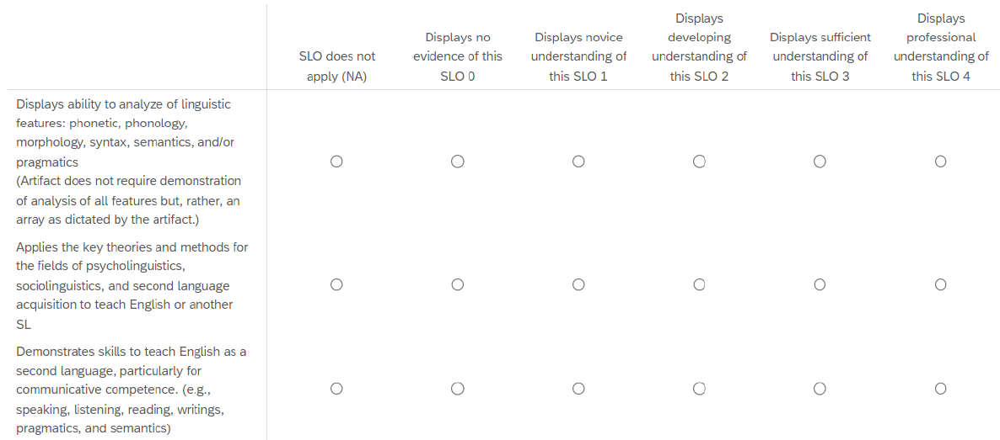 SLO does not
apply (NA)
Displays no
evidence of this
SLO 0
Displays novice
understanding of
this SLO 1
Displays
developing
understanding of
this SLO 2
Displays sufficient
understanding of
this SLO 3
Displays
professional
understanding of
this SLO 4
Displays ability to analyze of linguistic
features: phonetic, phonology,
morphology, syntax, semantics, and/or
pragmatics
(Artifact does not require demonstration
of analysis of all features but, rather, an
array as dictated by the artifact.)
Applies the key theories and methods for
the fields of psycholinguistics,
sociolinguistics, and second language
acquisition to teach English or another
SL
Demonstrates skills to teach English as a
second language, particularly for
communicative competence. (e.g.,
speaking, listening, reading, writings,
pragmatics, and semantics)